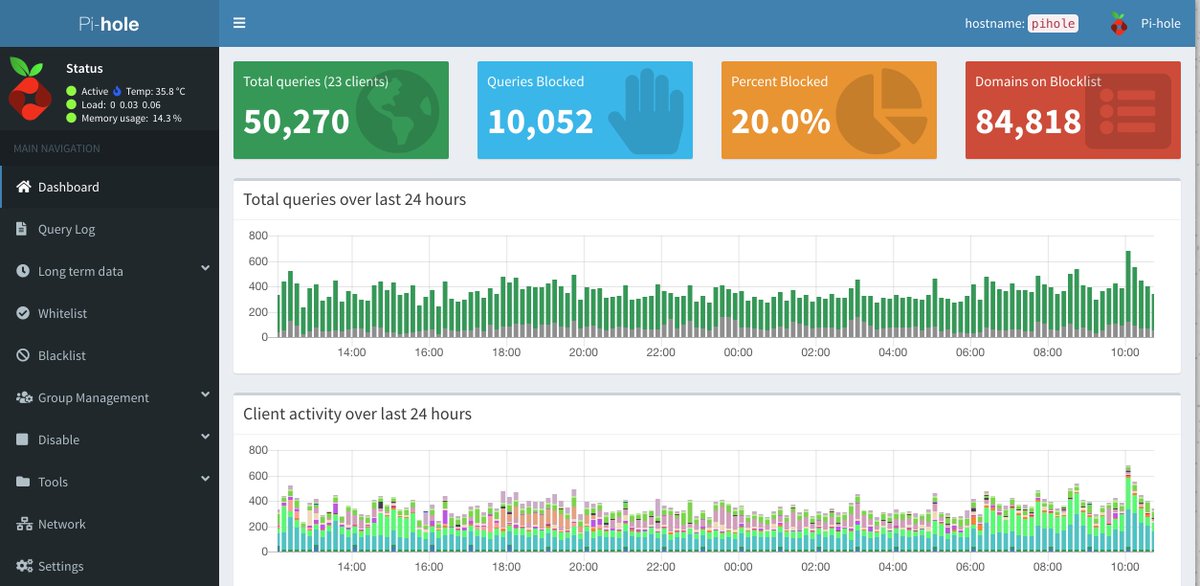 Pi-hole
hostname: pihole
Pi-hole
Status
Active Temp: 35.8 °C
Load: 0 0.03 0.06
Memory usage: 14.3 %
MAIN NAVIGATION
Dashboard
Query Log
Long term data
Whitelist
Blacklist
Group Management
Disable
Tools
Network
Settings
Total queries (23 clients)
50,270
Queries Blocked
10,052
Percent Blocked
20.0%
Domains on Blocklist
84,818
Total queries over last 24 hours
800
600
400
200
0
14:00 16:00 18:00 20:00 22:00 00:00 02:00 04:00 06:00 08:00 10:00
Client activity over last 24 hours
800
600
400
200
0
14:00 16:00 18:00 20:00 22:00 00:00 02:00 04:00 06:00 08:00 10:00